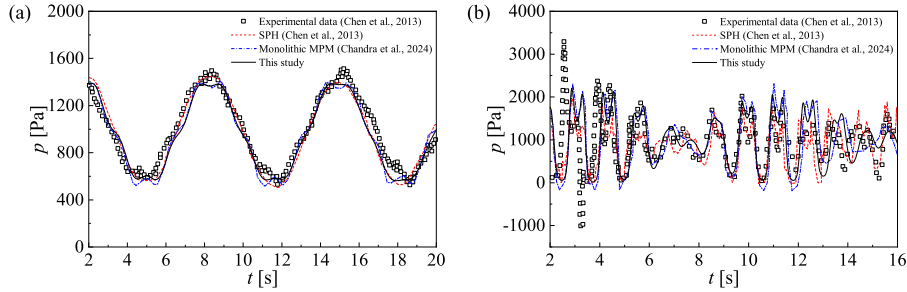 (a)
Experimental data (Chen et al., 2013)
SPH (Chen et al., 2013)
Monolithic MPM (Chandra et al., 2024)
This study
2000
1600
1200
800
400
0
p [Pa]
2 4 6 8 10 12 14 16 18 20
t [s]
(b)
Experimental data (Chen et al., 2013)
SPH (Chen et al., 2013)
Monolithic MPM (Chandra et al., 2024)
This study
4000
3000
2000
1000
0
-1000
p [Pa]
2 4 6 8 10 12 14 16
t [s]